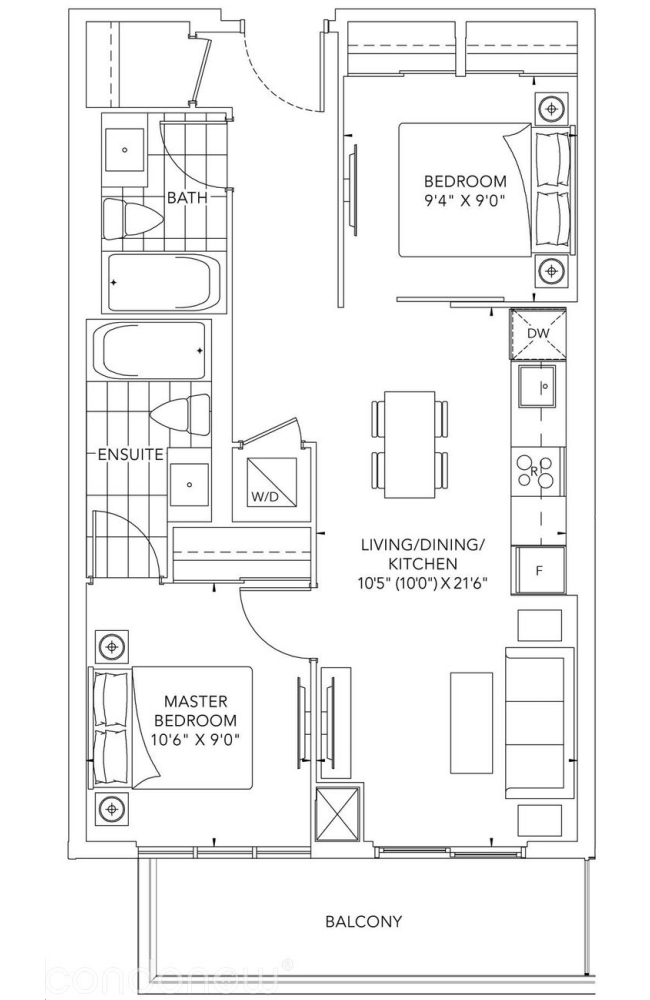 BEDROOM
9'4" X 9'0"
BATH
DW
ENSUITE
R
W/D
LIVING/DINING/
KITCHEN
10'5" (10'0") X 21'6"
F
MASTER
BEDROOM
10'6" X 9'0"
BALCONY
condonow®